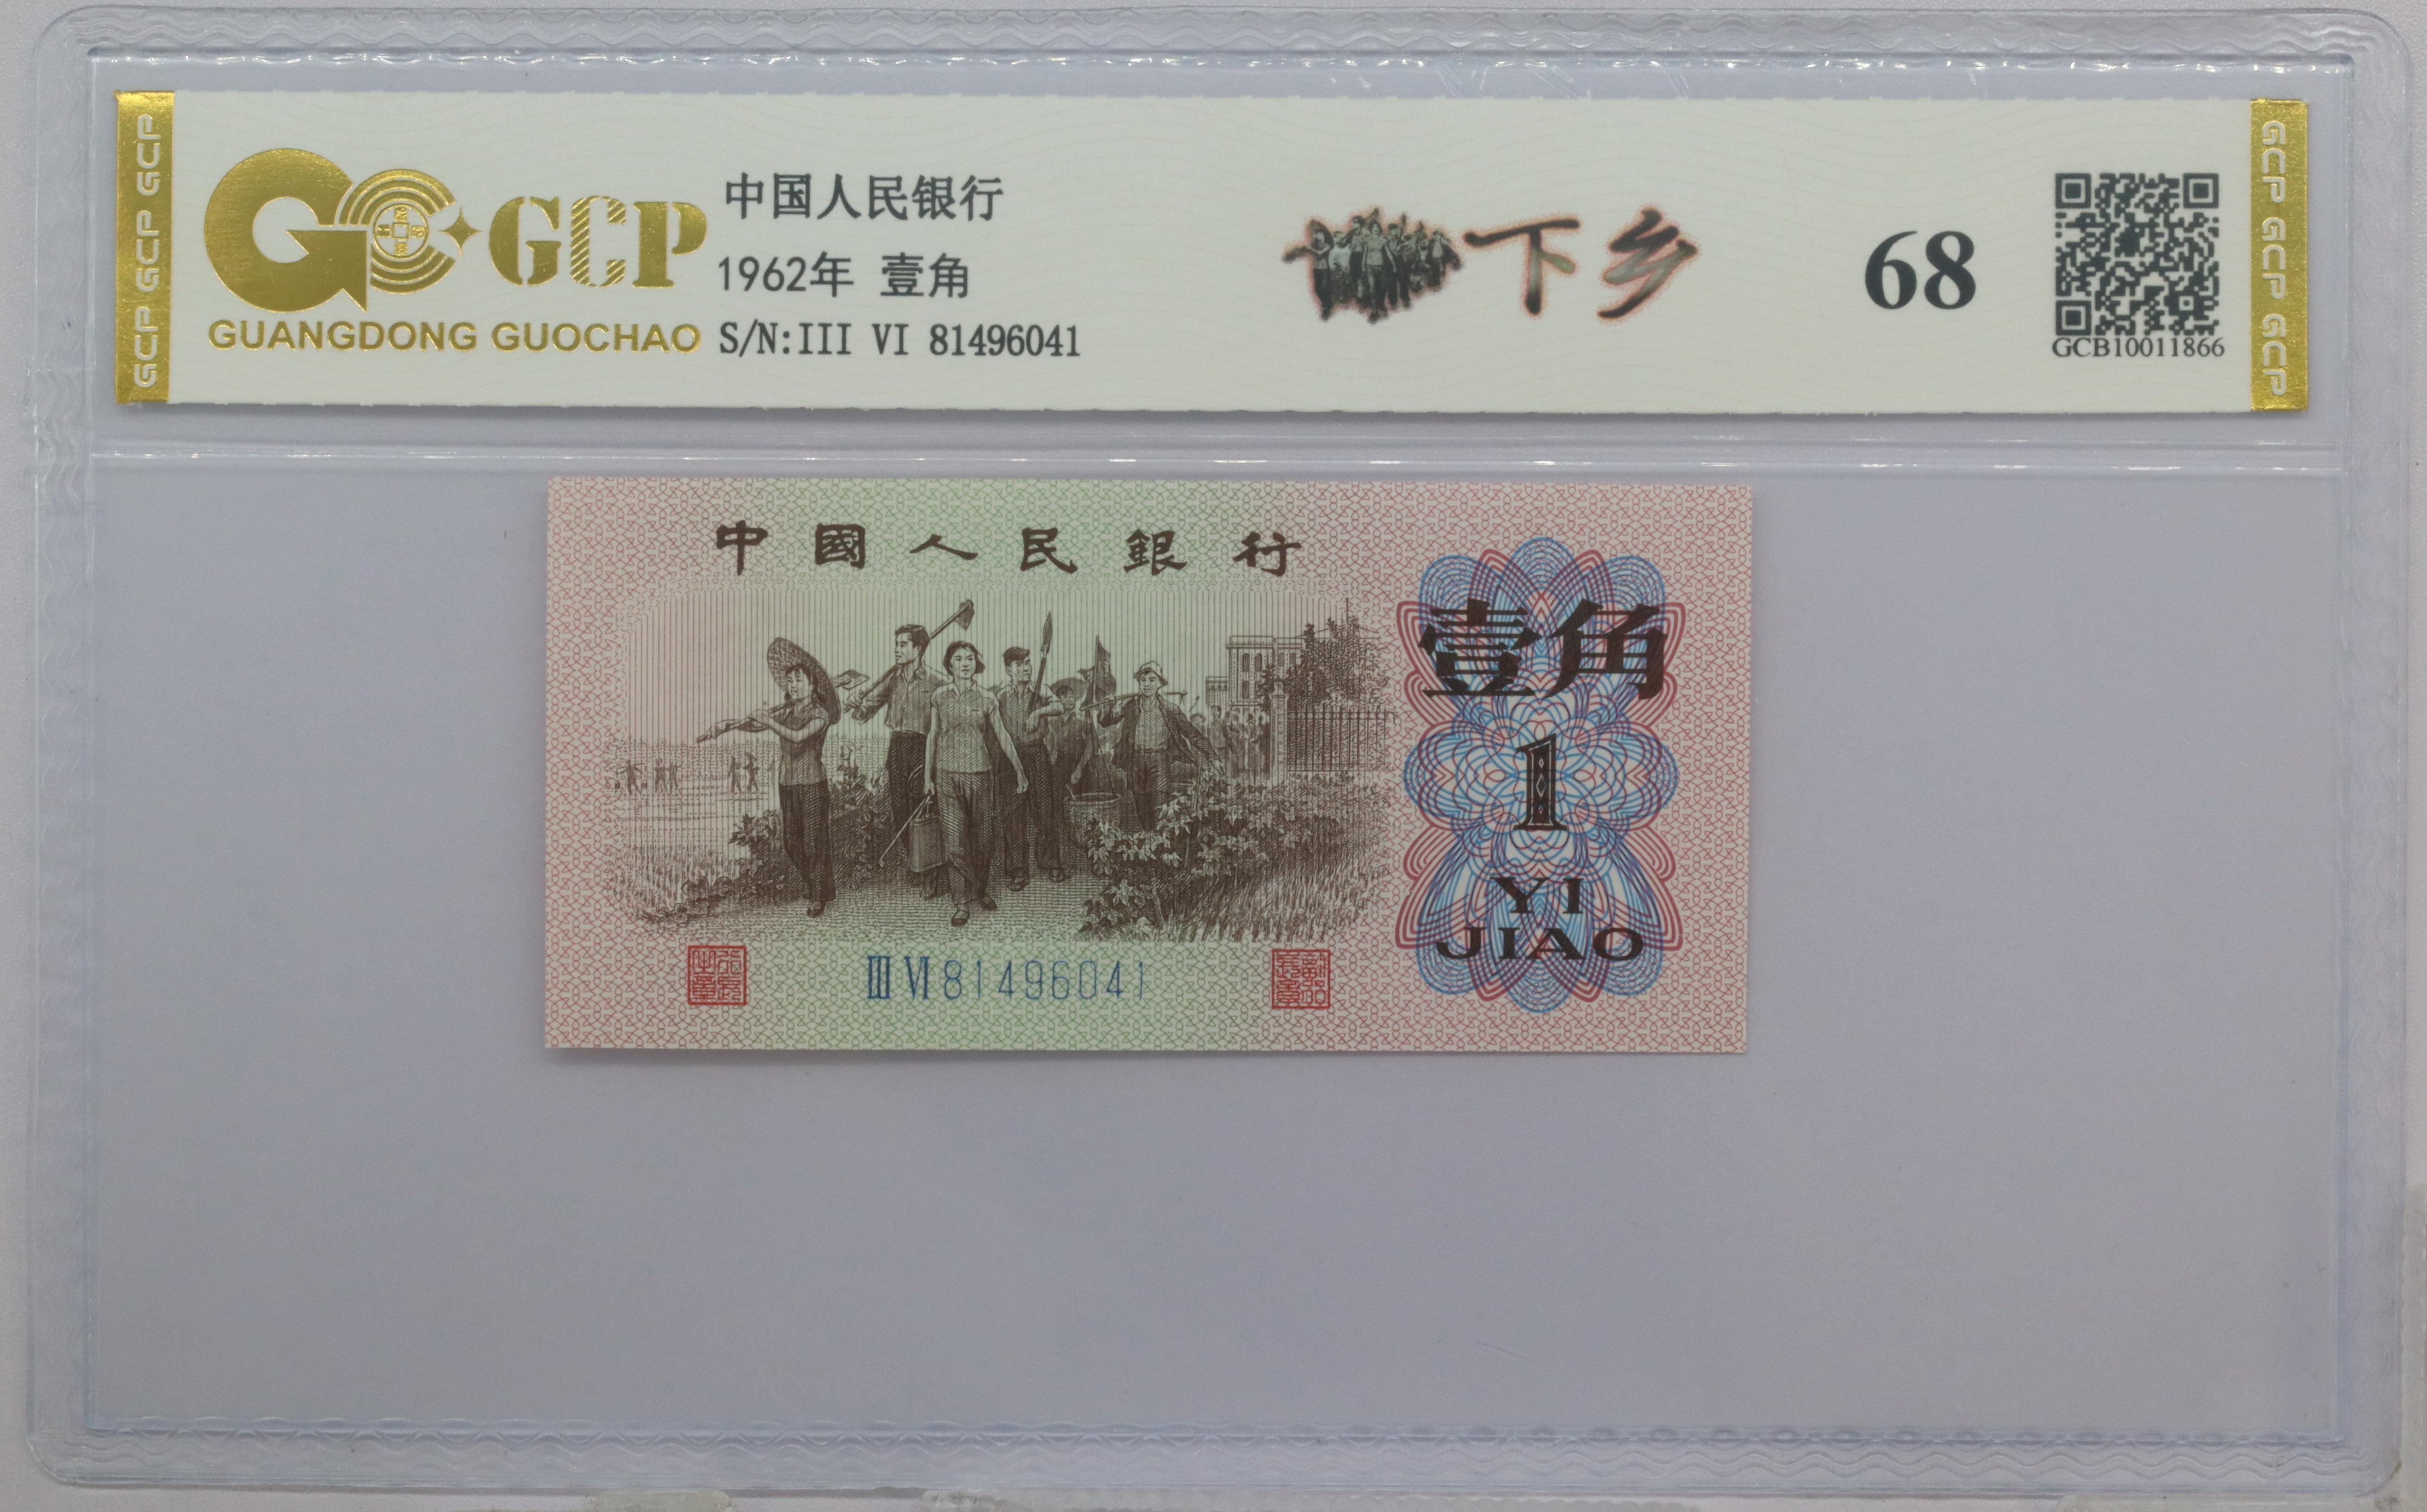 GCP GCP GCP
GCP
GUANGDONG GUOCHAO
中国人民银行
1962年 壹角
S/N:III VI 81496041
下乡
68
GCB10011866
GCP GCP GCP
中國人民銀行
壹角
1
YI
JIAO
III VI 81496041